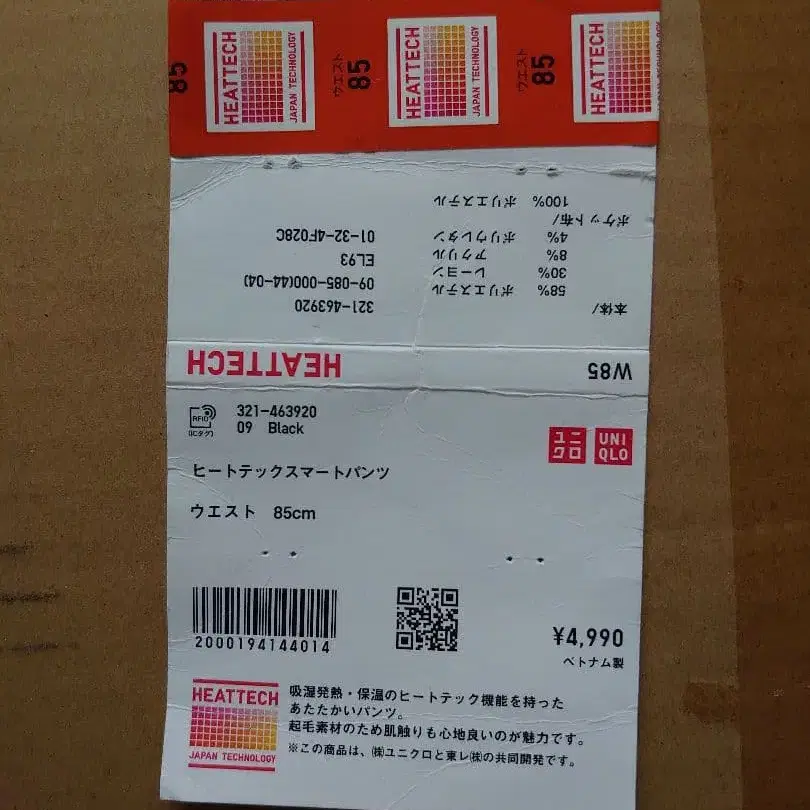 85
HEATTECH
JAPAN TECHNOLOGY
ウエスト
85
HEATTECH
JAPAN TECHNOLOGY
ウエスト
85
HEATTECH
JAPAN TECHNOLOGY
本体/
58% ポリエステル
30% レーヨン
8% アクリル
4% ポリウレタン
ポケット布/
100% ポリエステル
321-463920
09-085-000(44-04)
EL93
01-32-4F028C
W85
HEATTECH
RFID
(ICタグ)
321-463920
09 Black
ユニ
クロ
UNI
QLO
ヒートテックスマートパンツ
ウエスト 85cm
2000194144014
¥4,990
ベトナム製
HEATTECH
JAPAN TECHNOLOGY
吸湿発熱・保温のヒートテック機能を持った
あたたかいパンツ。
起毛素材のため肌触りも心地良いのが魅力です。
※この商品は、㈱ユニクロと東レ㈱の共同開発です。